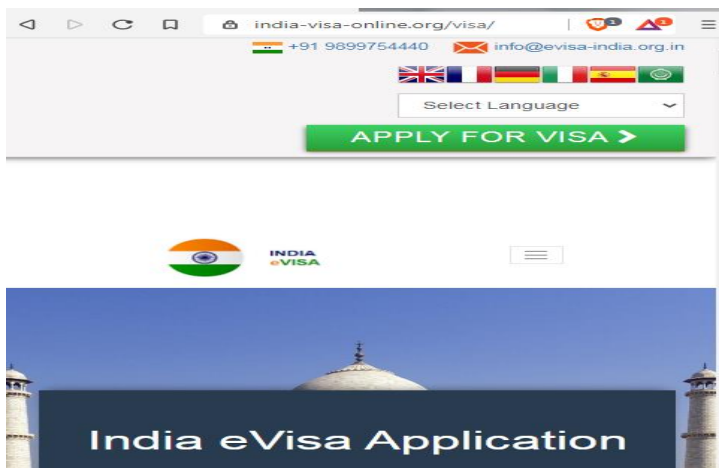 india-visa-online.org/visa/
+91 9899754440 info@evisa-india.org.in
Select Language
APPLY FOR VISA
INDIA
eVISA
India eVisa Application